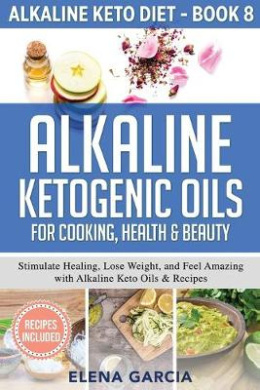 ALKALINE KETO DIET - BOOK 8
ALKALINE
KETOGENIC OILS
FOR COOKING, HEALTH & BEAUTY
Stimulate Healing, Lose Weight, and Feel Amazing
with Alkaline Keto Oils & Recipes
RECIPES
INCLUDED
ELENA GARCIA